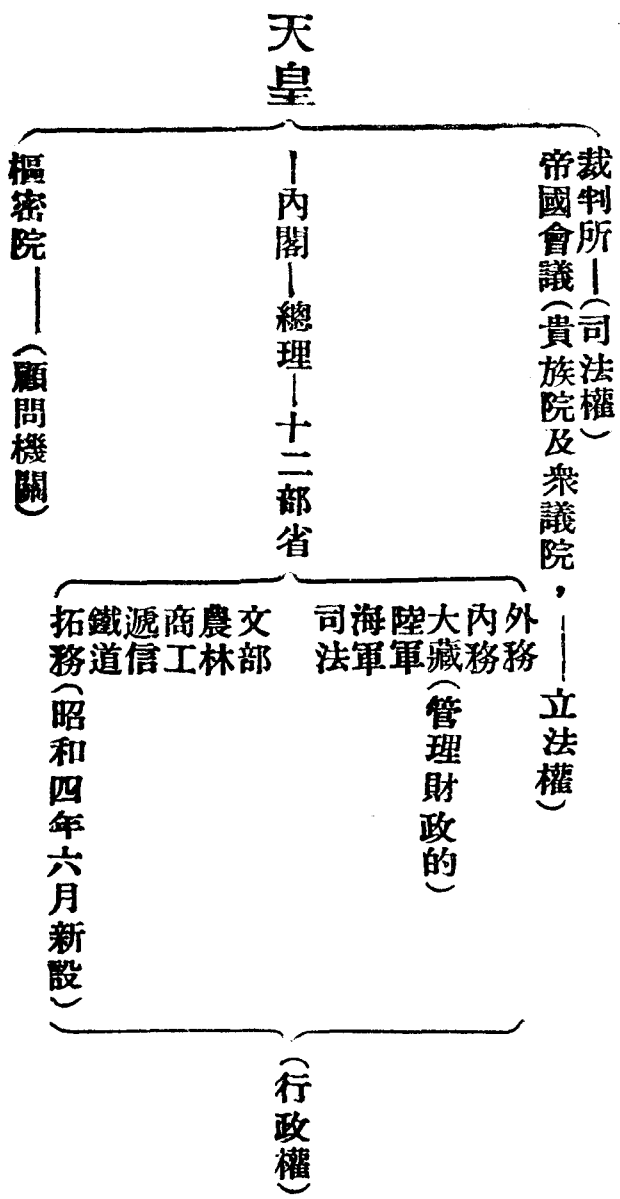 天皇
裁判所—(司法權)
帝國會議(貴族院及衆議院,——立法權)
—內閣—總理—十二部省
外務
內務
大藏(管理財政的)
陸軍
海軍
司法
文部
農林
商工
遞信
鐵道
拓務(昭和四年六月新設)
(行政權)
樞密院——(顧問機關)